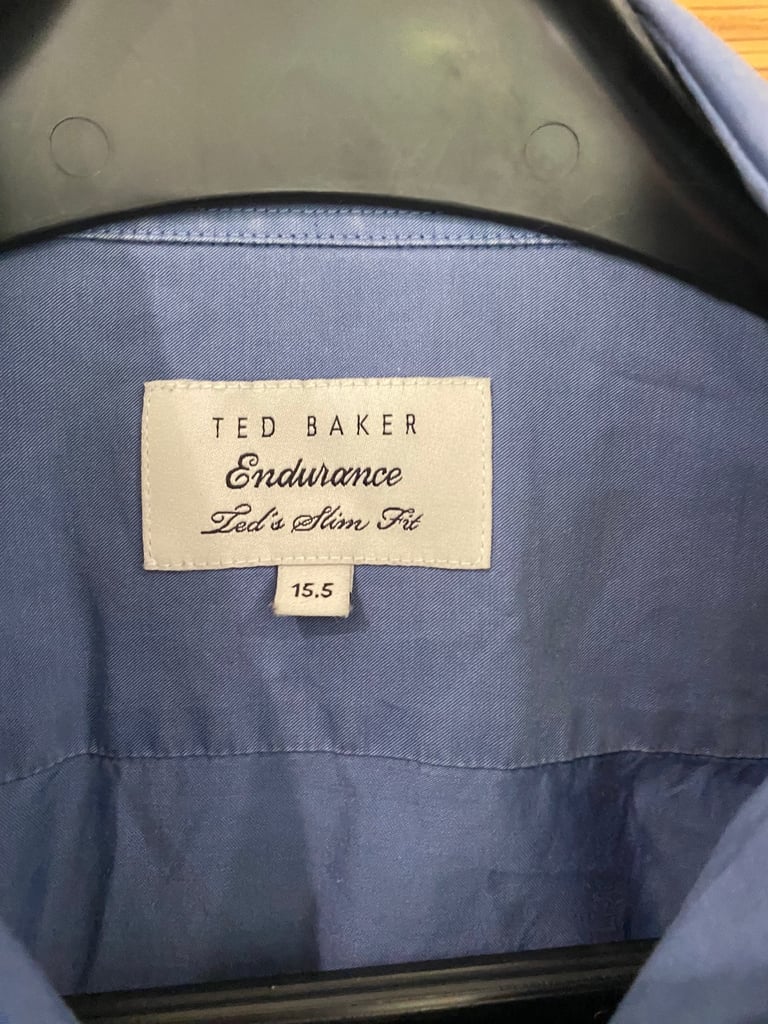 TED BAKER
Endurance
Ted's Slim Fit
15.5